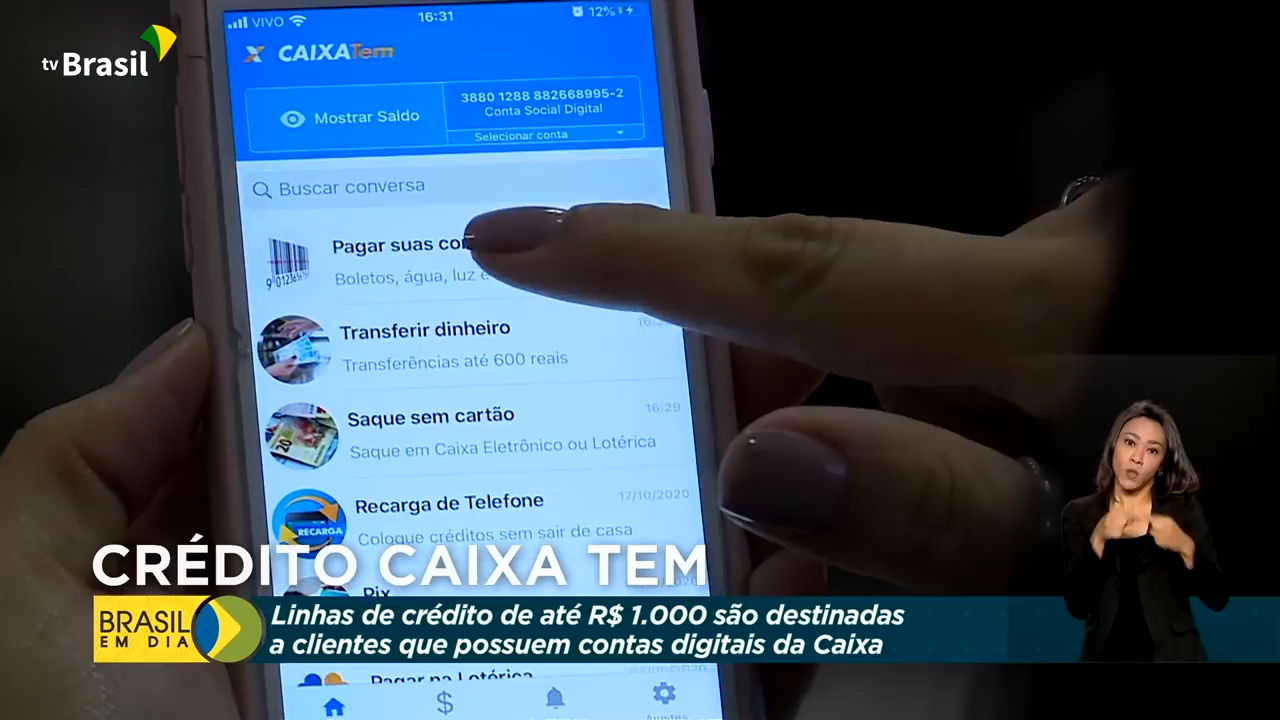 tv Brasil
VIVO
16:31
12%
CAIXATem
Mostrar Saldo
3880 1288 882668995-2
Conta Social Digital
Selecionar conta
Buscar conversa
Pagar suas co
Boletos, água, luz e
Transferir dinheiro
Transferências até 600 reais
Saque sem cartão
16:29
Saque em Caixa Eletrônico ou Lotérica
Recarga de Telefone
17/10/2020
RECARGA
Coloque créditos sem sair de casa
CRÉDITO CAIXA TEM
Pix
BRASIL
EM DIA
Linhas de crédito de até R$ 1.000 são destinadas
a clientes que possuem contas digitais da Caixa
Pagar na Lotérica
$
Ajustes